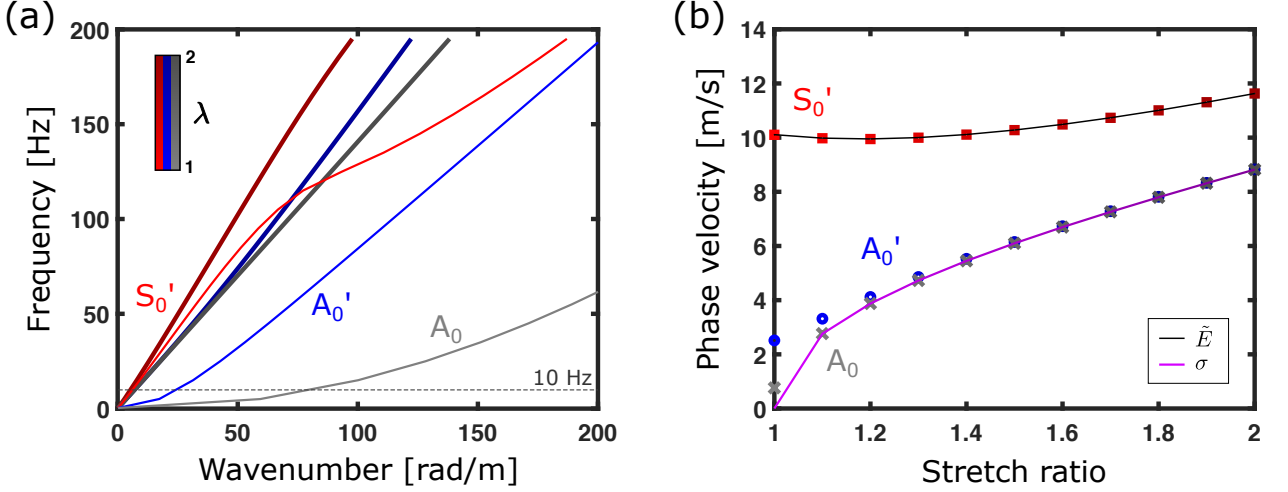 (a)
200
150
100
50
0
Frequency [Hz]
2
λ
1
S₀'
A₀'
A₀
10 Hz
0 50 100 150 200
Wavenumber [rad/m]
(b)
14
12
10
8
6
4
2
0
Phase velocity [m/s]
S₀'
A₀'
A₀
Ẽ
σ
1 1.2 1.4 1.6 1.8 2
Stretch ratio